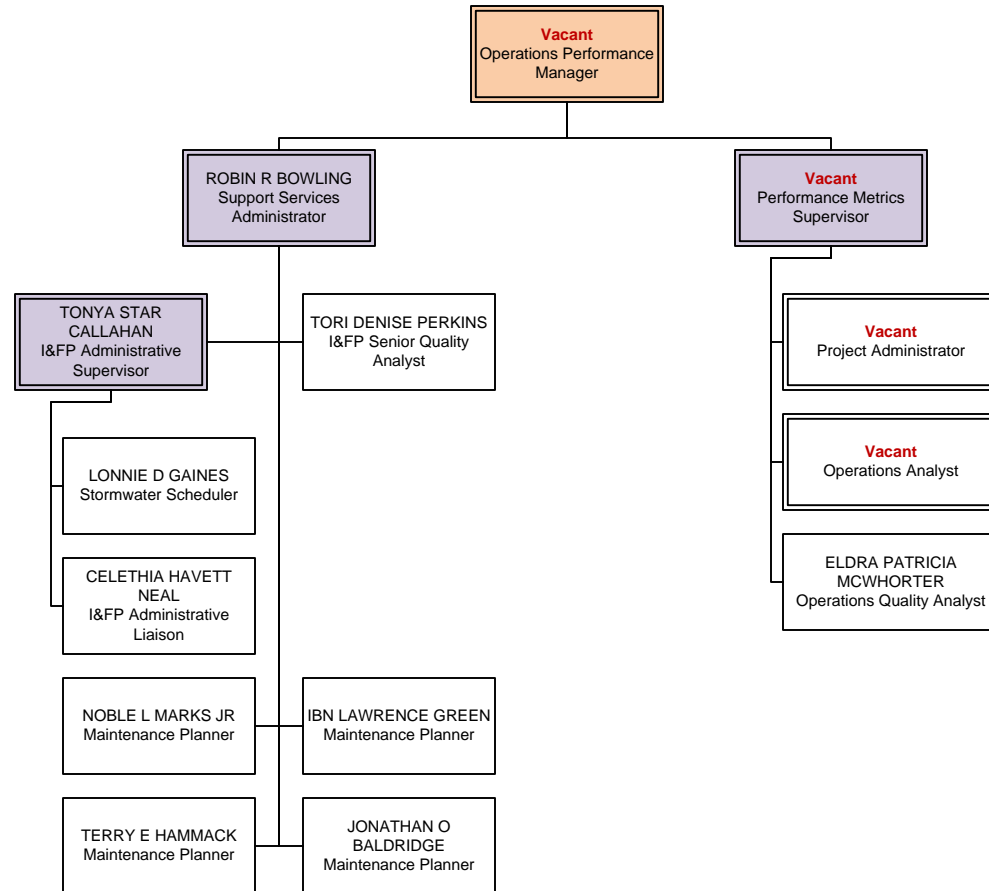 Vacant
Operations Performance
Manager
ROBIN R BOWLING
Support Services
Administrator
Vacant
Performance Metrics
Supervisor
TONYA STAR
CALLAHAN
I&FP Administrative
Supervisor
TORI DENISE PERKINS
I&FP Senior Quality
Analyst
Vacant
Project Administrator
LONNIE D GAINES
Stormwater Scheduler
Vacant
Operations Analyst
CELETHIA HAVETT
NEAL
I&FP Administrative
Liaison
ELDRA PATRICIA
MCWHORTER
Operations Quality Analyst
NOBLE L MARKS JR
Maintenance Planner
IBN LAWRENCE GREEN
Maintenance Planner
TERRY E HAMMACK
Maintenance Planner
JONATHAN O
BALDRIDGE
Maintenance Planner